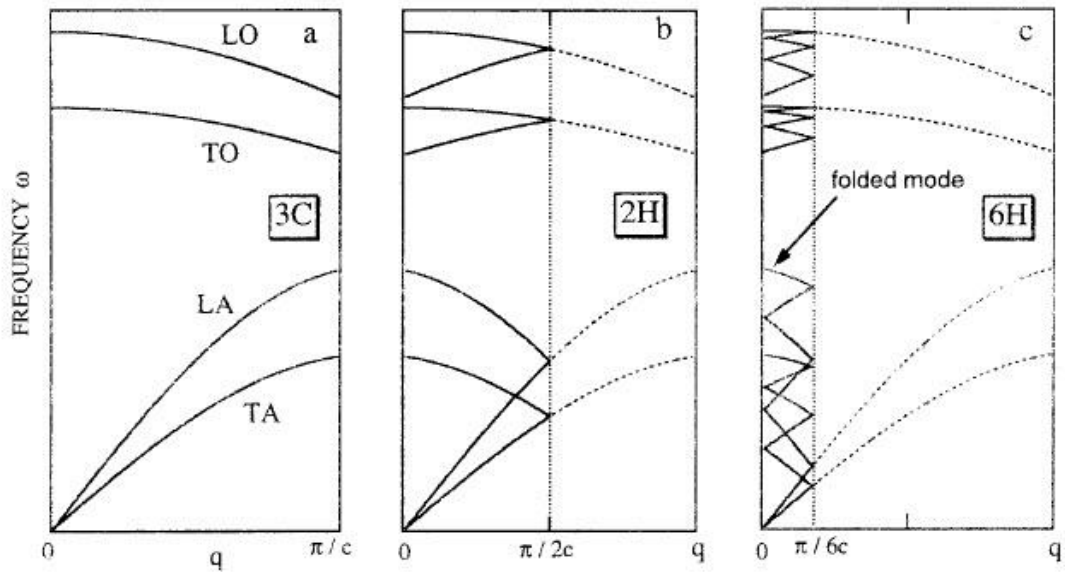 FREQUENCY ω
LO
a
TO
3C
LA
TA
0
q
π / c
b
2H
0
π / 2c
q
c
folded mode
6H
0
π / 6c
q